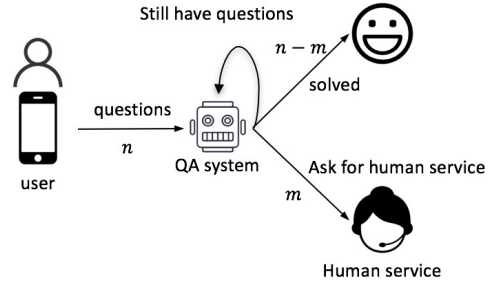 Still have questions
n − m
solved
questions
n
QA system
user
Ask for human service
m
Human service